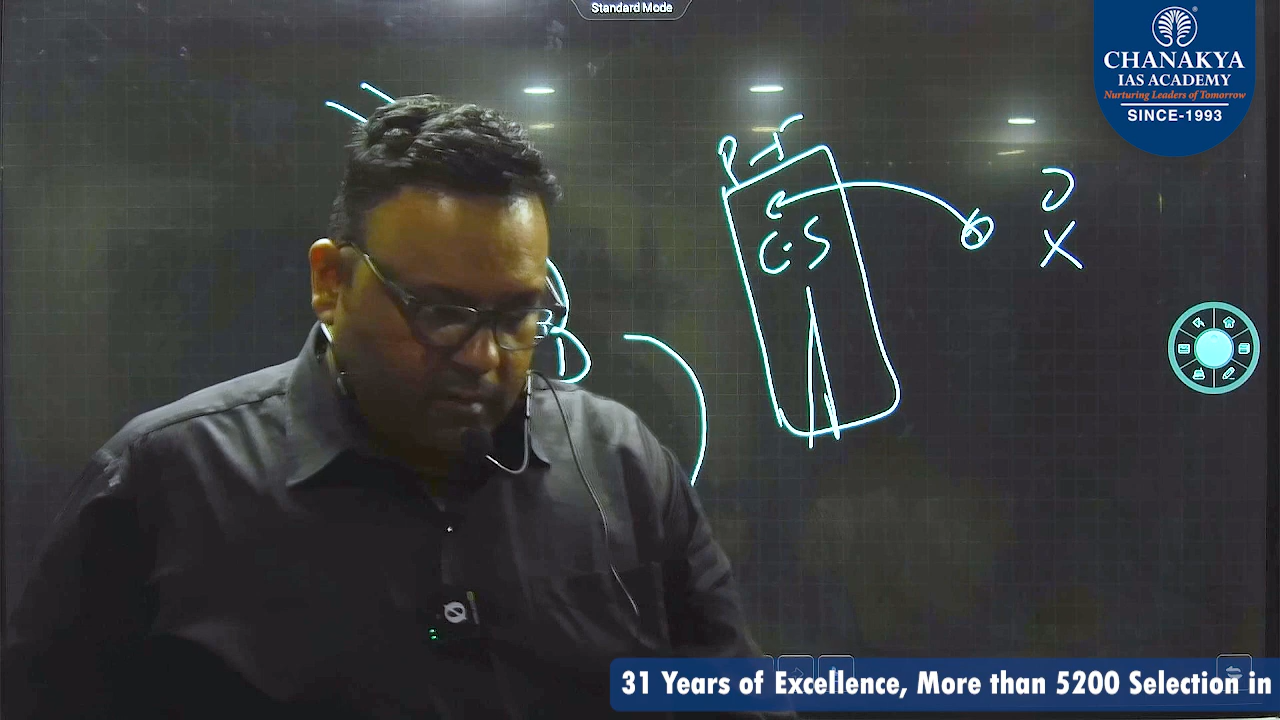 Standard Mode
CHANAKYA
IAS ACADEMY
Nurturing Leaders of Tomorrow
SINCE-1993
C.S
31 Years of Excellence, More than 5200 Selection in